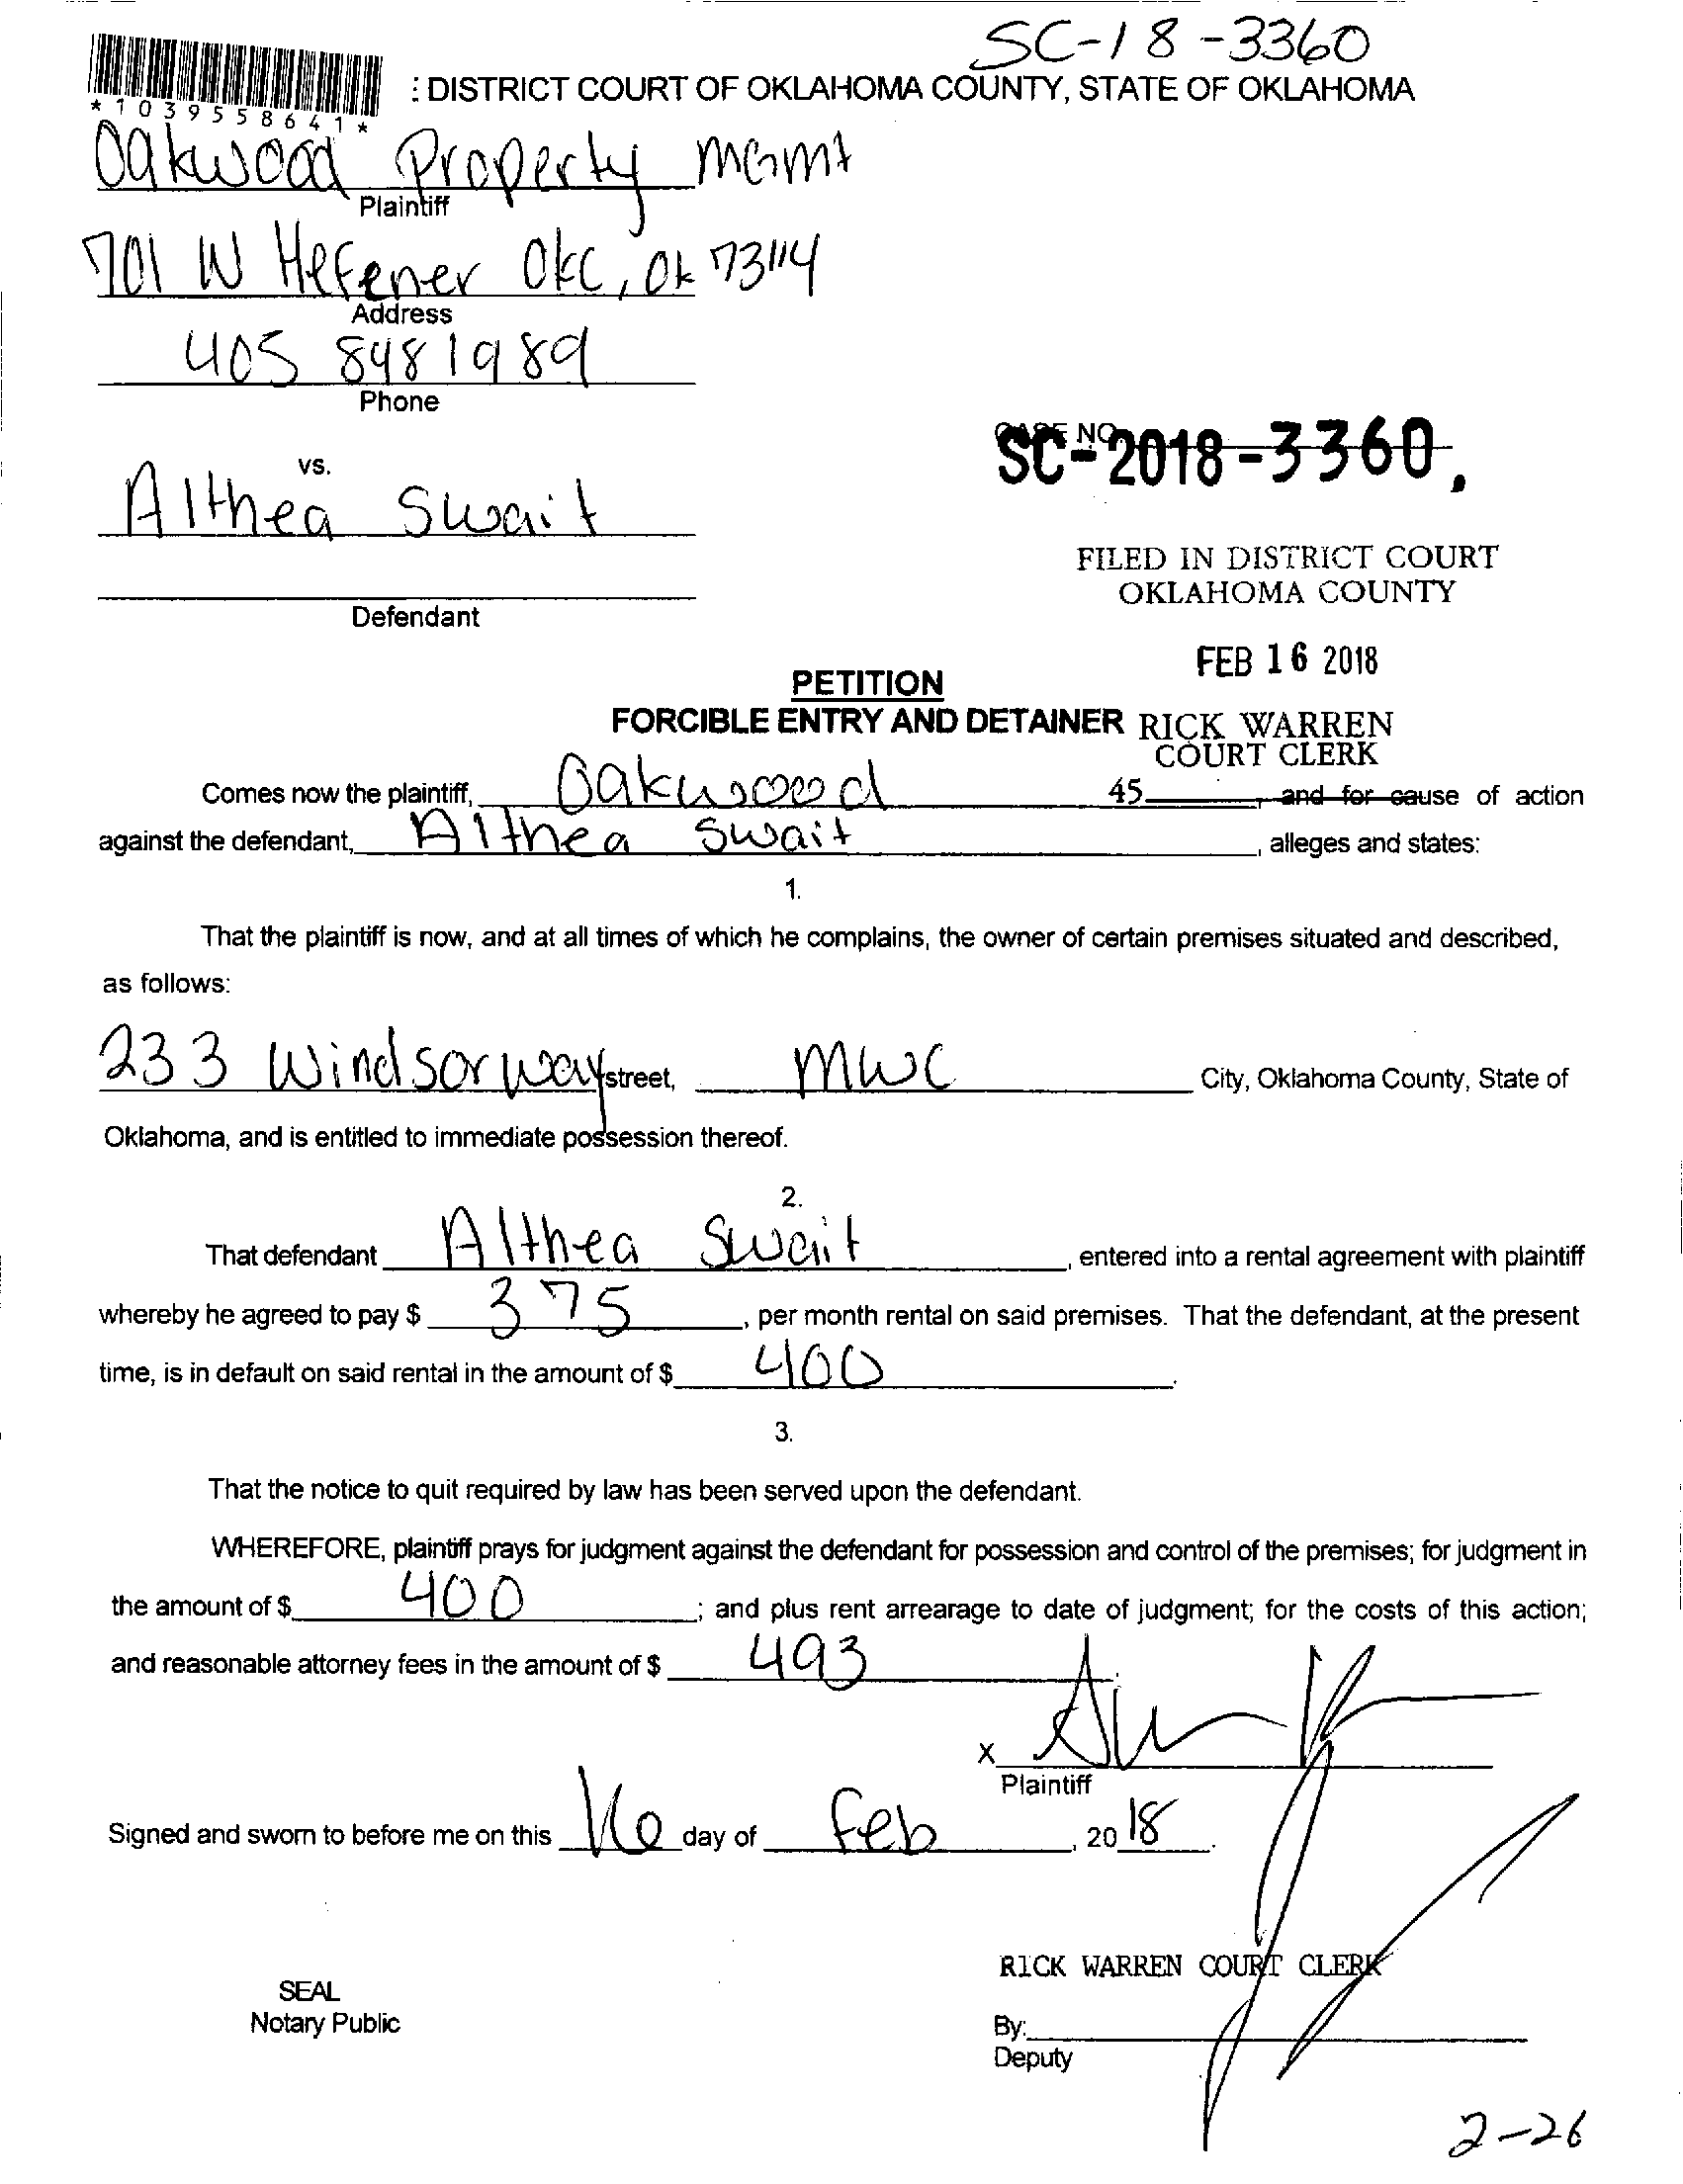 SC-18-3360
*1039558641*
: DISTRICT COURT OF OKLAHOMA COUNTY, STATE OF OKLAHOMA
Oakwood Property MGMT
Plaintiff
701 W Hefener OKC, OK 73114
Address
405 848 1989
Phone
SC-2018-3360.
CASE NO.
vs.
Althea Swait
FILED IN DISTRICT COURT
OKLAHOMA COUNTY
Defendant
FEB 16 2018
PETITION
FORCIBLE ENTRY AND DETAINER RICK WARREN
COURT CLERK
Comes now the plaintiff, Oakwood 45 , and for cause of action
against the defendant, Althea Swait , alleges and states:
1.
That the plaintiff is now, and at all times of which he complains, the owner of certain premises situated and described,
as follows:
233 Windsor way street, MWC City, Oklahoma County, State of
Oklahoma, and is entitled to immediate possession thereof.
2.
That defendant Althea Swait , entered into a rental agreement with plaintiff
whereby he agreed to pay $ 375 , per month rental on said premises. That the defendant, at the present
time, is in default on said rental in the amount of $ 400 .
3.
That the notice to quit required by law has been served upon the defendant.
WHEREFORE, plaintiff prays for judgment against the defendant for possession and control of the premises; for judgment in
the amount of $ 400 ; and plus rent arrearage to date of judgment; for the costs of this action;
and reasonable attorney fees in the amount of $ 493 .
X
Plaintiff
Signed and sworn to before me on this 16 day of Feb , 20 18 .
RICK WARREN COURT CLERK
SEAL
Notary Public
By:
Deputy
2-26